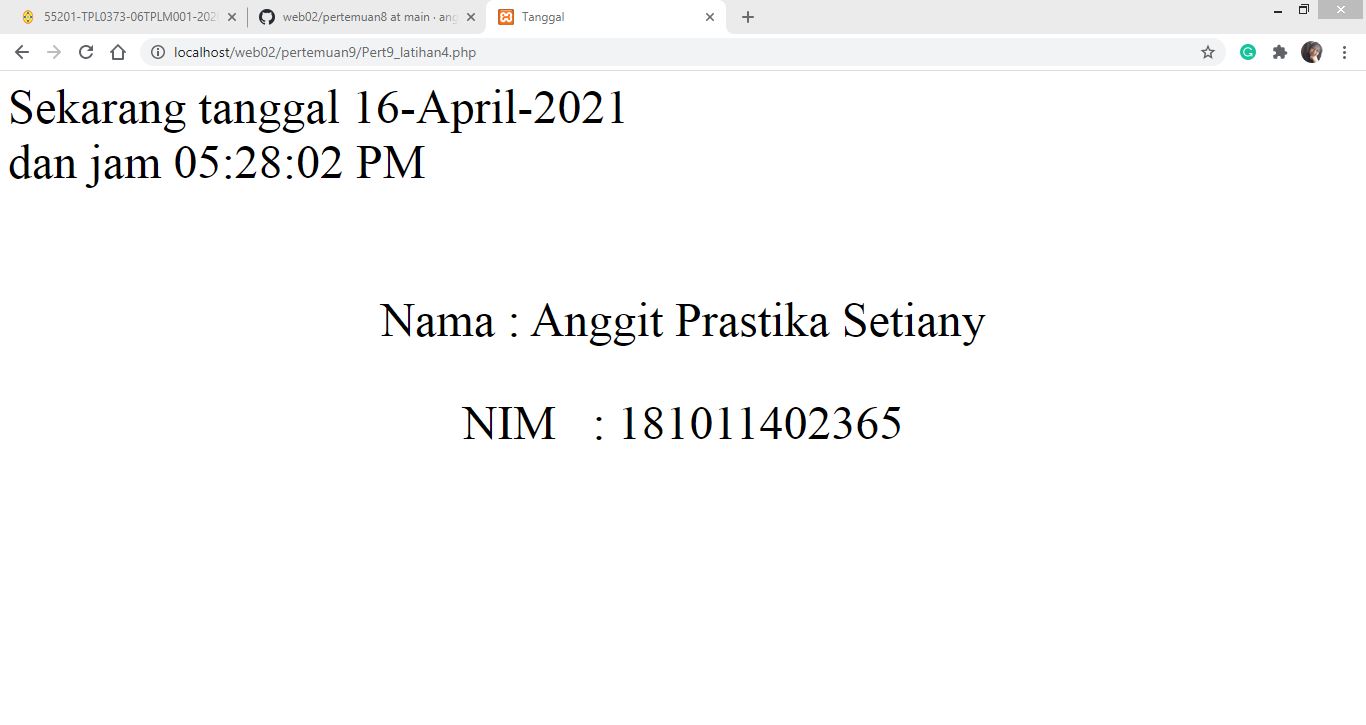 55201-TPL0373-06TPLM001-202
web02/pertemuan8 at main · ang
Tanggal
localhost/web02/pertemuan9/Pert9_latihan4.php
Sekarang tanggal 16-April-2021
dan jam 05:28:02 PM
Nama : Anggit Prastika Setiany
NIM : 181011402365